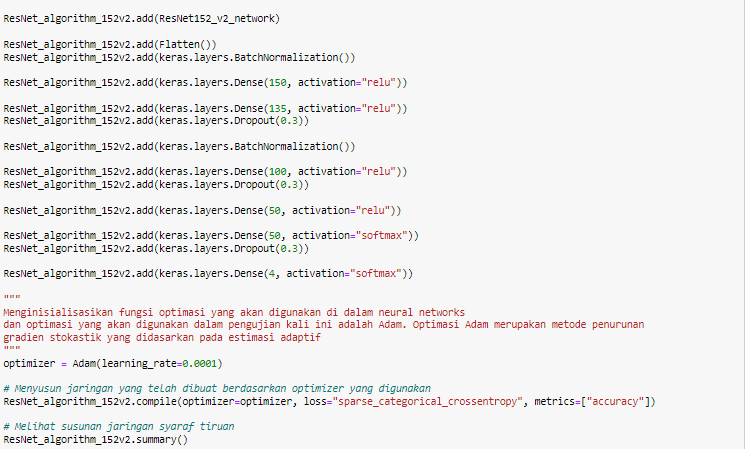 ResNet_algorithm_152v2.add(ResNet152_v2_network)
ResNet_algorithm_152v2.add(Flatten())
ResNet_algorithm_152v2.add(keras.layers.BatchNormalization())
ResNet_algorithm_152v2.add(keras.layers.Dense(150, activation="relu"))
ResNet_algorithm_152v2.add(keras.layers.Dense(135, activation="relu"))
ResNet_algorithm_152v2.add(keras.layers.Dropout(0.3))
ResNet_algorithm_152v2.add(keras.layers.BatchNormalization())
ResNet_algorithm_152v2.add(keras.layers.Dense(100, activation="relu"))
ResNet_algorithm_152v2.add(keras.layers.Dropout(0.3))
ResNet_algorithm_152v2.add(keras.layers.Dense(50, activation="relu"))
ResNet_algorithm_152v2.add(keras.layers.Dense(50, activation="softmax"))
ResNet_algorithm_152v2.add(keras.layers.Dropout(0.3))
ResNet_algorithm_152v2.add(keras.layers.Dense(4, activation="softmax"))
"""
Menginisialisasikan fungsi optimasi yang akan digunakan di dalam neural networks
dan optimasi yang akan digunakan dalam pengujian kali ini adalah Adam. Optimasi Adam merupakan metode penurunan
gradien stokastik yang didasarkan pada estimasi adaptif
"""
optimizer = Adam(learning_rate=0.0001)
# Menyusun jaringan yang telah dibuat berdasarkan optimizer yang digunakan
ResNet_algorithm_152v2.compile(optimizer=optimizer, loss="sparse_categorical_crossentropy", metrics=["accuracy"])
# Melihat susunan jaringan syaraf tiruan
ResNet_algorithm_152v2.summary()